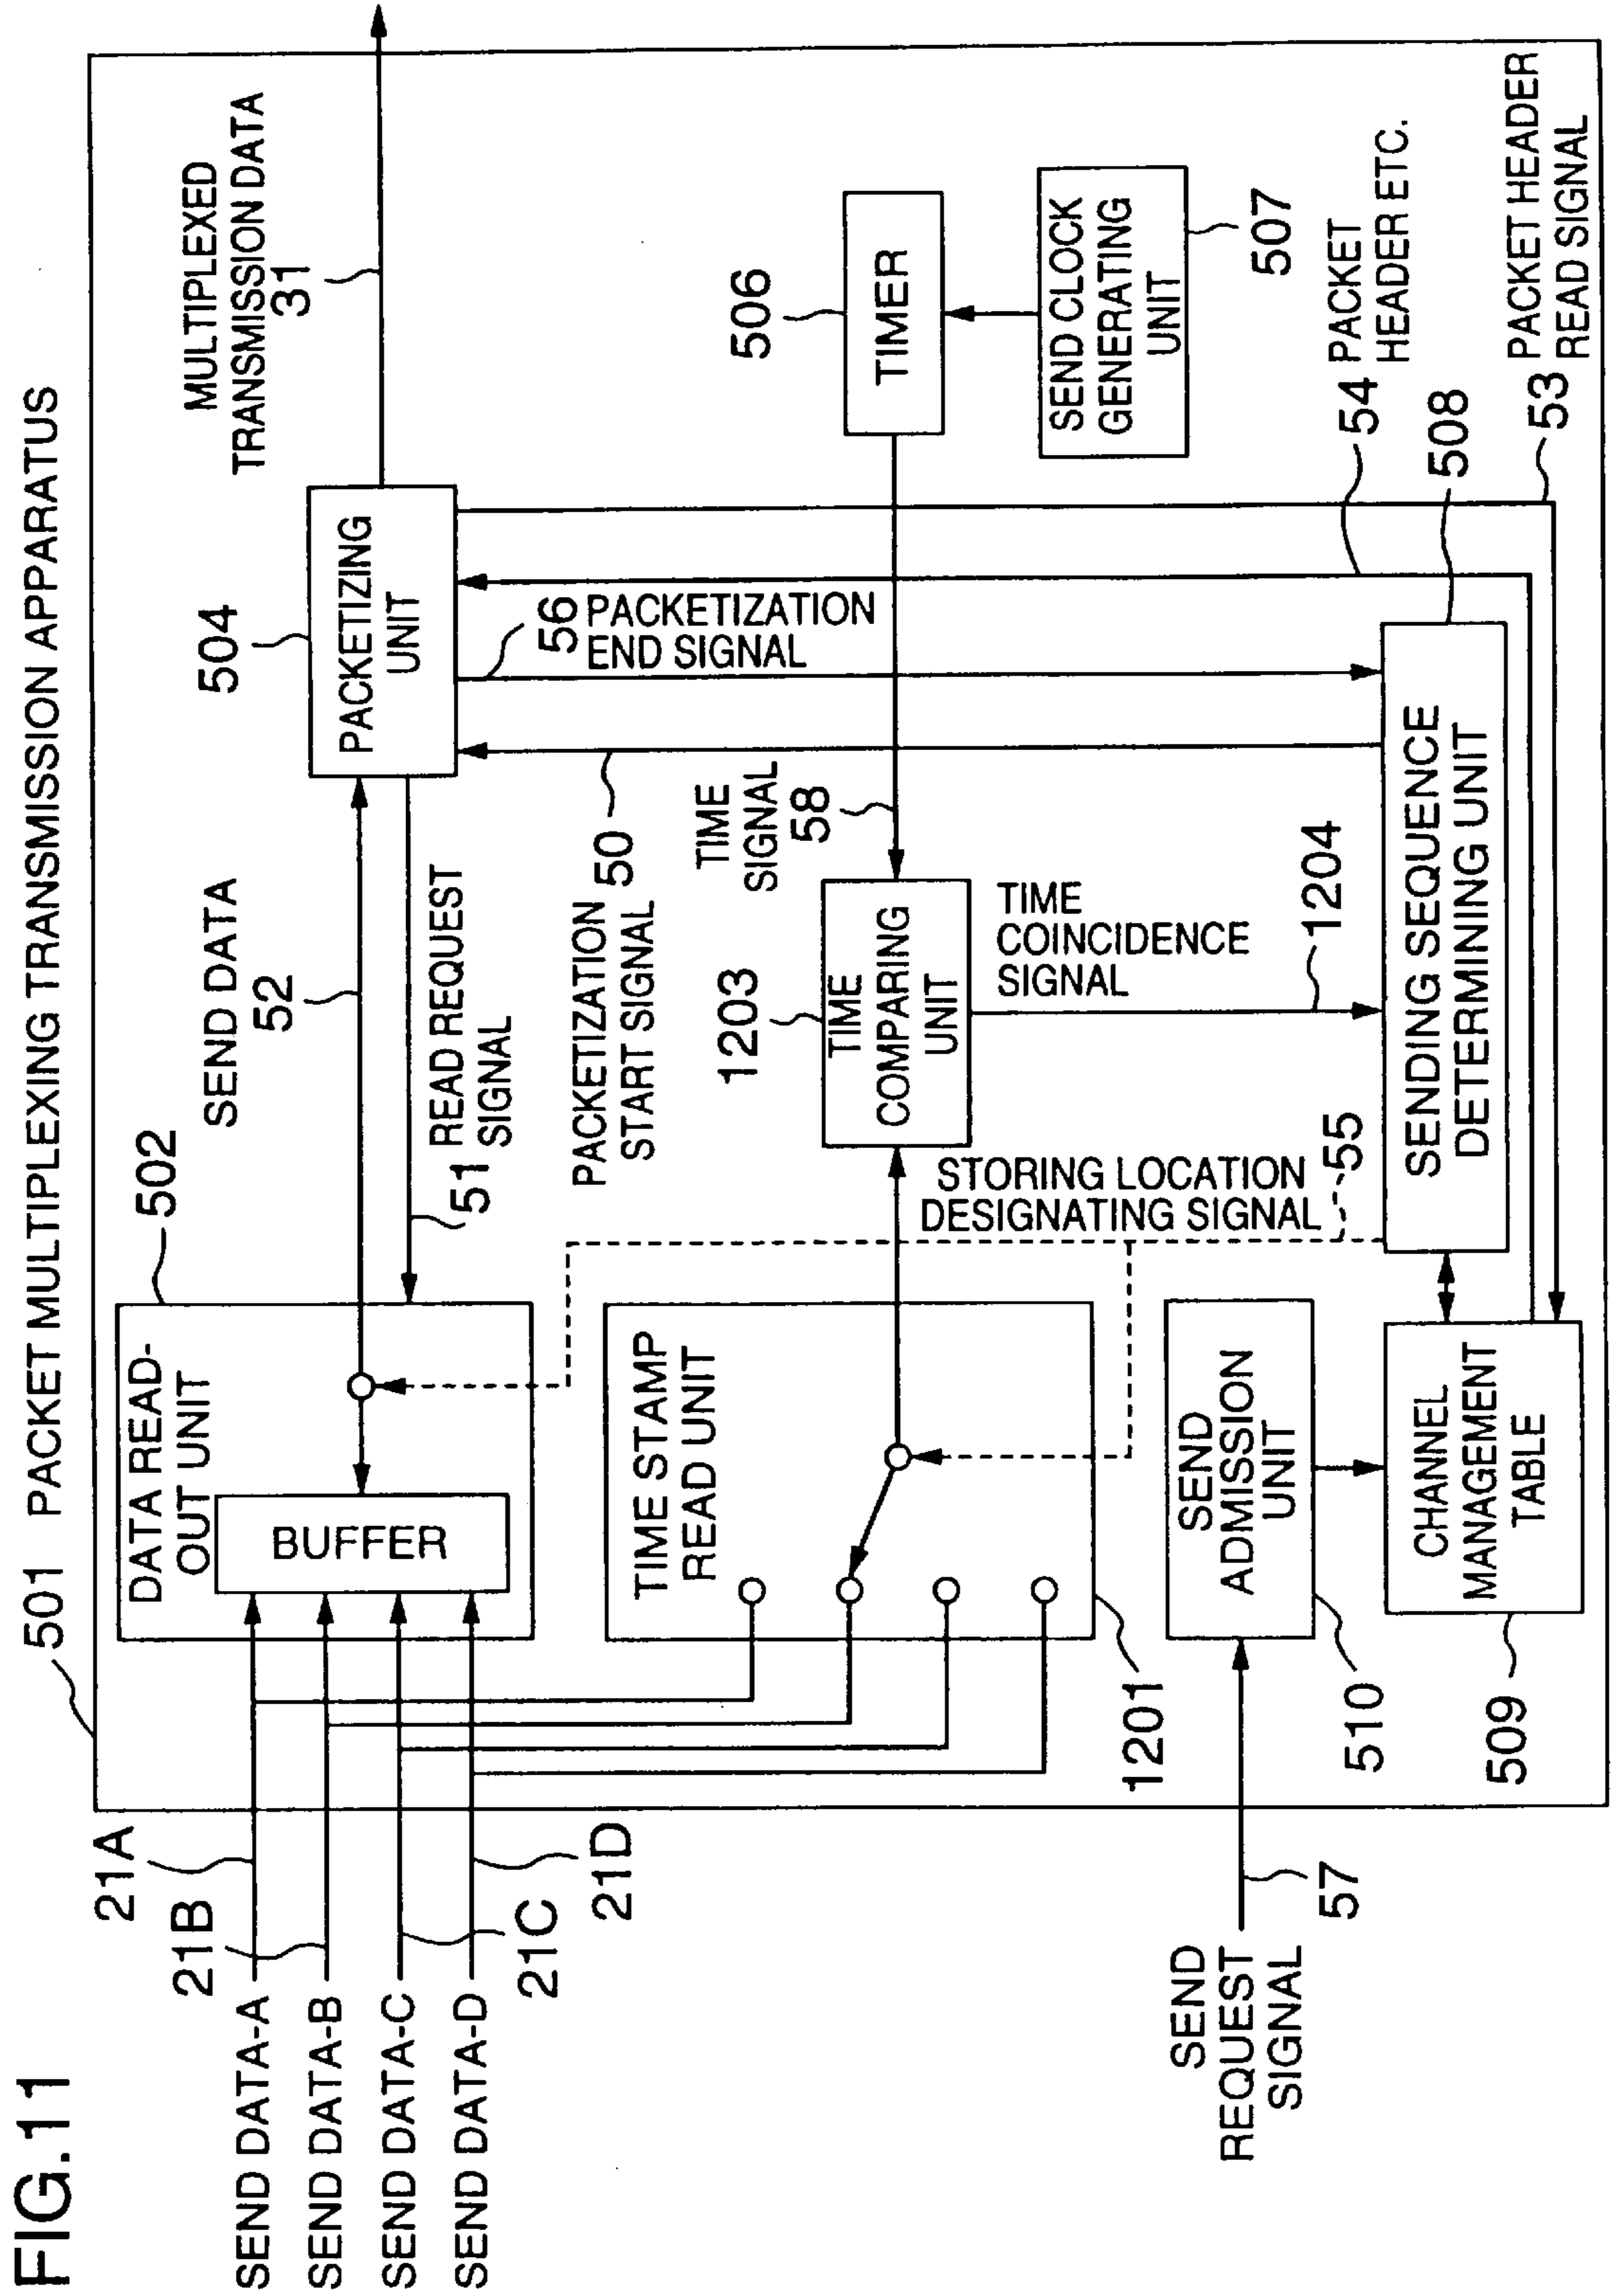 FIG.11
501 PACKET MULTIPLEXING TRANSMISSION APPARATUS
SEND DATA-A
21A
SEND DATA-B
21B
SEND DATA-C
21C
SEND DATA-D
21D
502
DATA READ-
OUT UNIT
BUFFER
SEND DATA
52
51 READ REQUEST
SIGNAL
504
PACKETIZING
UNIT
MULTIPLEXED
TRANSMISSION DATA
31
PACKETIZATION
START SIGNAL
50
56 PACKETIZATION
END SIGNAL
TIME STAMP
READ UNIT
1201
1203
TIME
COMPARING
UNIT
TIME
SIGNAL
58
506
TIMER
SEND CLOCK
GENERATING
UNIT
507
TIME
COINCIDENCE
SIGNAL
1204
STORING LOCATION
DESIGNATING SIGNAL
55
SEND
REQUEST
SIGNAL
57
SEND
ADMISSION
UNIT
510
CHANNEL
MANAGEMENT
TABLE
509
SENDING SEQUENCE
DETERMINING UNIT
508
54 PACKET
HEADER ETC.
53 PACKET HEADER
READ SIGNAL